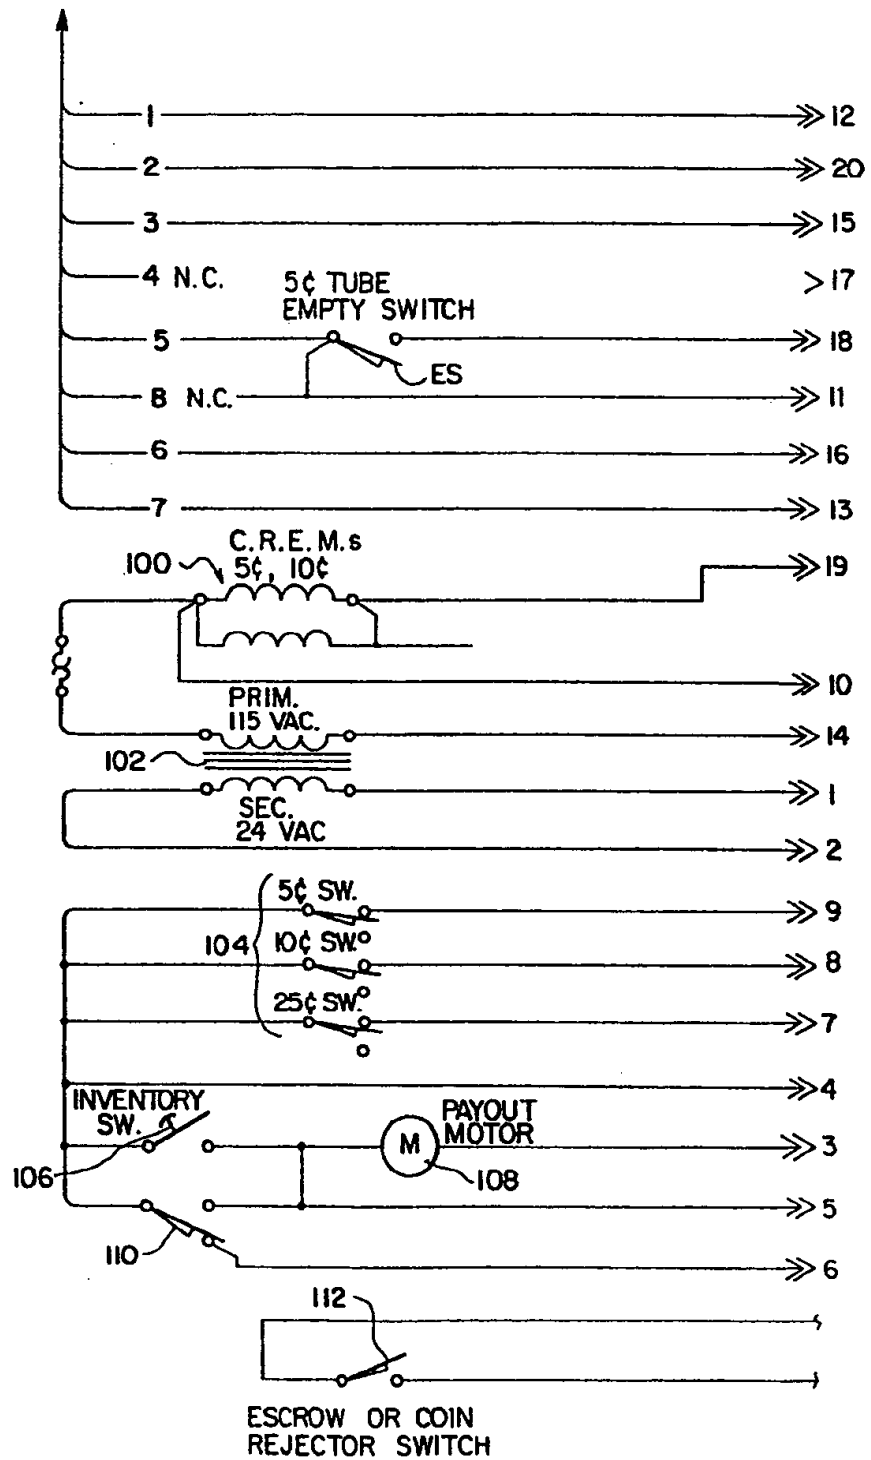 1 12
2 20
3 15
4 N.C. 17
5¢ TUBE
EMPTY SWITCH
5 18
ES
8 N.C. 11
6 16
7 13
C.R.E.M.s
100 5¢, 10¢ 19
10
PRIM.
115 VAC. 14
102
1
SEC.
24 VAC
2
5¢ SW. 9
104 10¢ SW. 8
25¢ SW. 7
4
INVENTORY
SW.
PAYOUT
MOTOR
M 3
106 108
5
110 6
112
ESCROW OR COIN
REJECTOR SWITCH